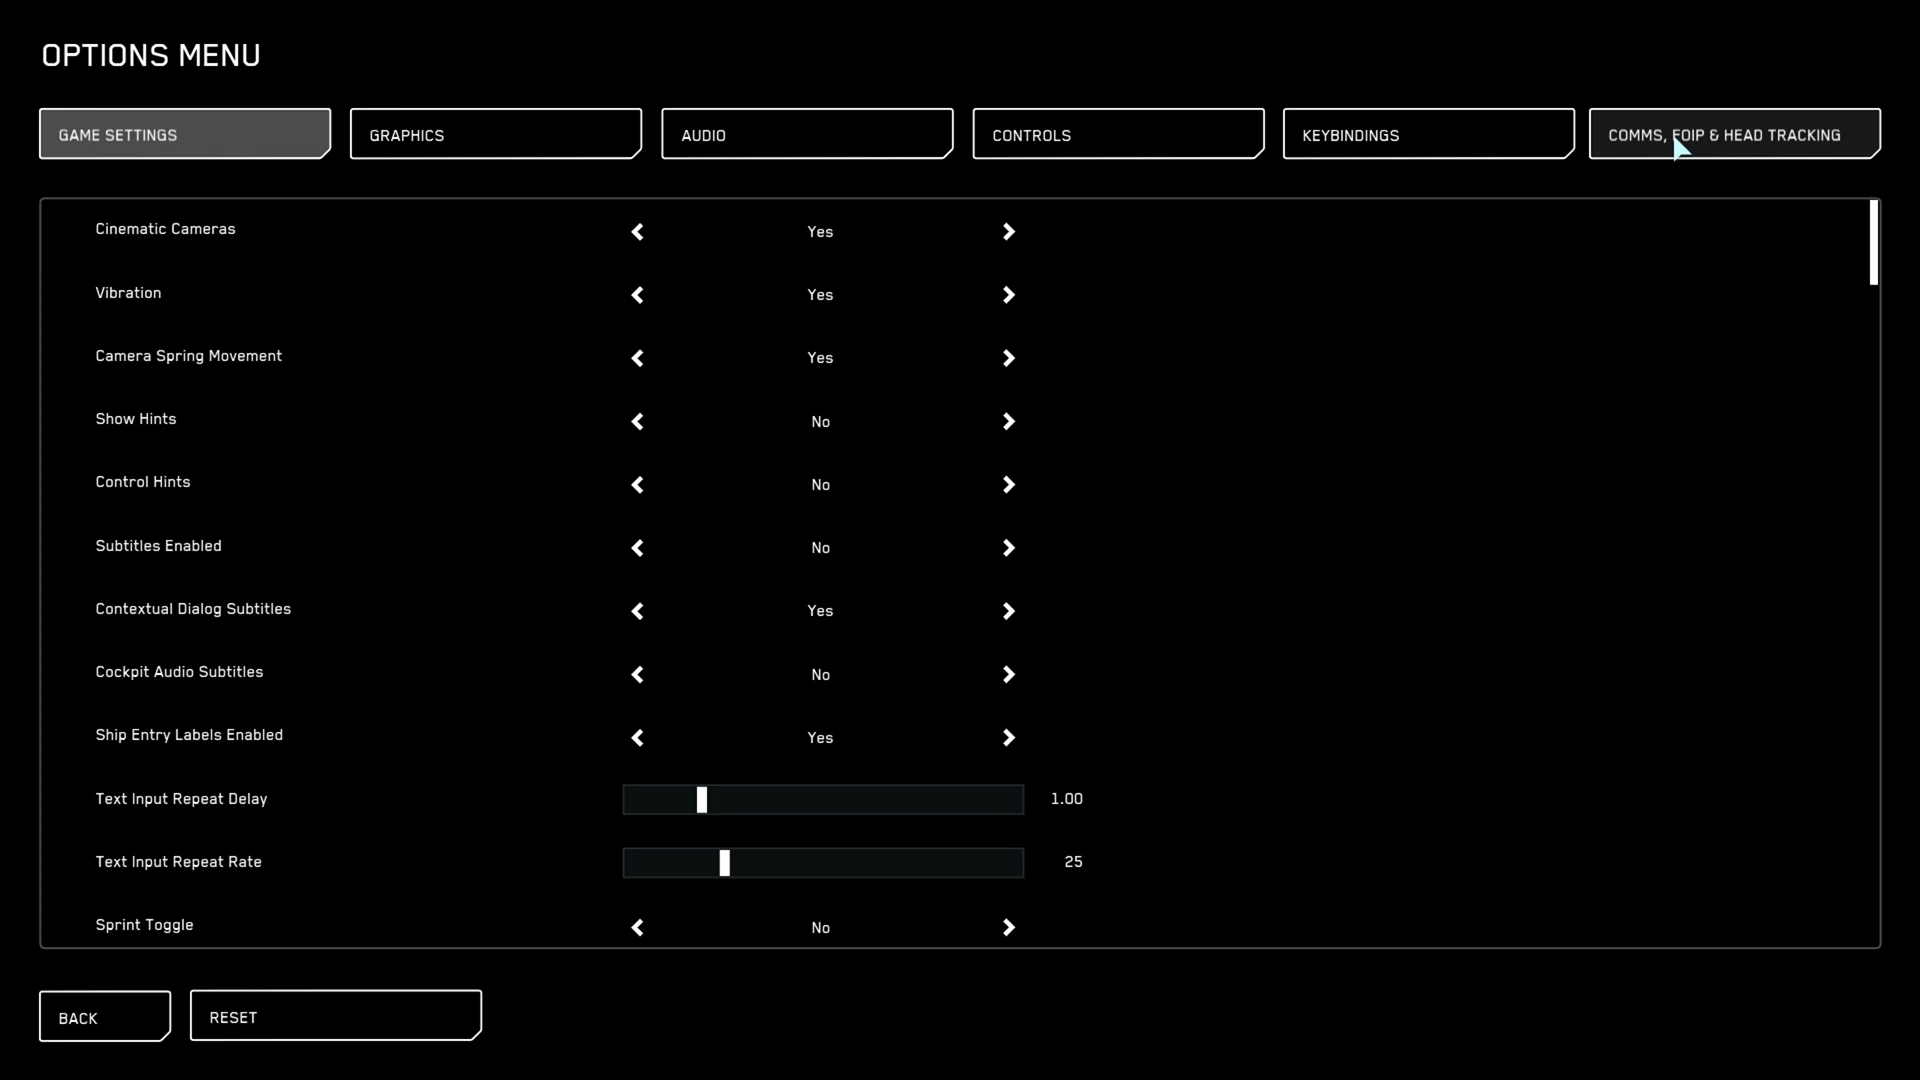 OPTIONS MENU
GAME SETTINGS
GRAPHICS
AUDIO
CONTROLS
KEYBINDINGS
COMMS, FOIP & HEAD TRACKING
Cinematic Cameras Yes
Vibration Yes
Camera Spring Movement Yes
Show Hints No
Control Hints No
Subtitles Enabled No
Contextual Dialog Subtitles Yes
Cockpit Audio Subtitles No
Ship Entry Labels Enabled Yes
Text Input Repeat Delay 1.00
Text Input Repeat Rate 25
Sprint Toggle No
BACK
RESET